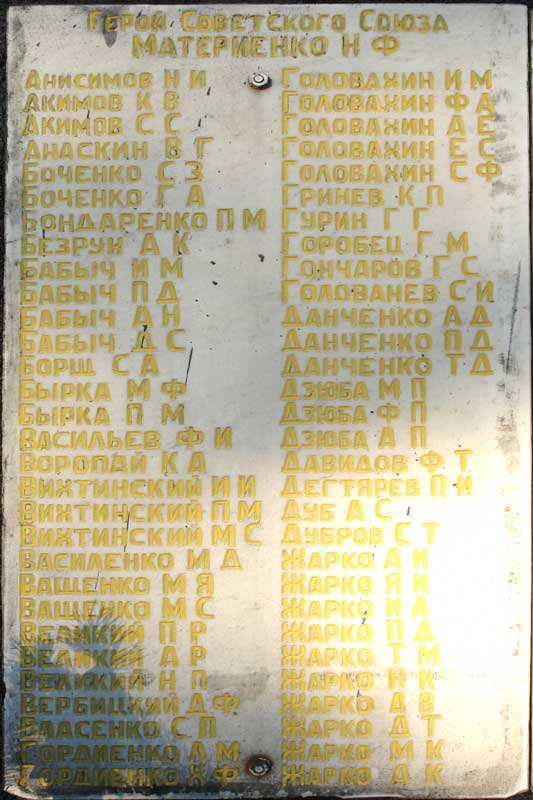 Герои Советского Союза
Материенко Н Ф
Анисимов Н И
Акимов К В
Акимов С С
Анаскин В Г
Боченко С З
Боченко Г А
Бондаренко П М
Безрук А К
Бабыч И М
Бабыч П Д
Бабыч А Н
Бабыч Д С
Борщ С А
Бырка М Ф
Бырка П М
Васильев Ф И
Воропай К А
Вихтинский И И
Вихтинский П М
Вихтинский М С
Василенко М Д
Ващенко М Я
Ващенко М С
Великий П Р
Великий А Р
Великий Н П
Вербицкий Д Ф
Власенко С П
Гордиенко Л М
Гордиенко Х Ф
Головахин И М
Головахин Ф А
Головахин А Е
Головахин Е С
Головахин С Ф
Гринев К П
Гурин Г Г
Горобец Г М
Гончаров Г С
Голованев С И
Данченко А Д
Данченко П Д
Данченко Т Д
Дзюба М П
Дзюба Ф П
Дзюба А П
Давидов Ф Т
Дегтярев П И
Дуб А С
Дубров С Т
Жарко А И
Жарко Я И
Жарко И Л
Жарко П Д
Жарко Т М
Жарко Н К
Жарко А В
Жарко Д Т
Жарко М К
Жарко А К